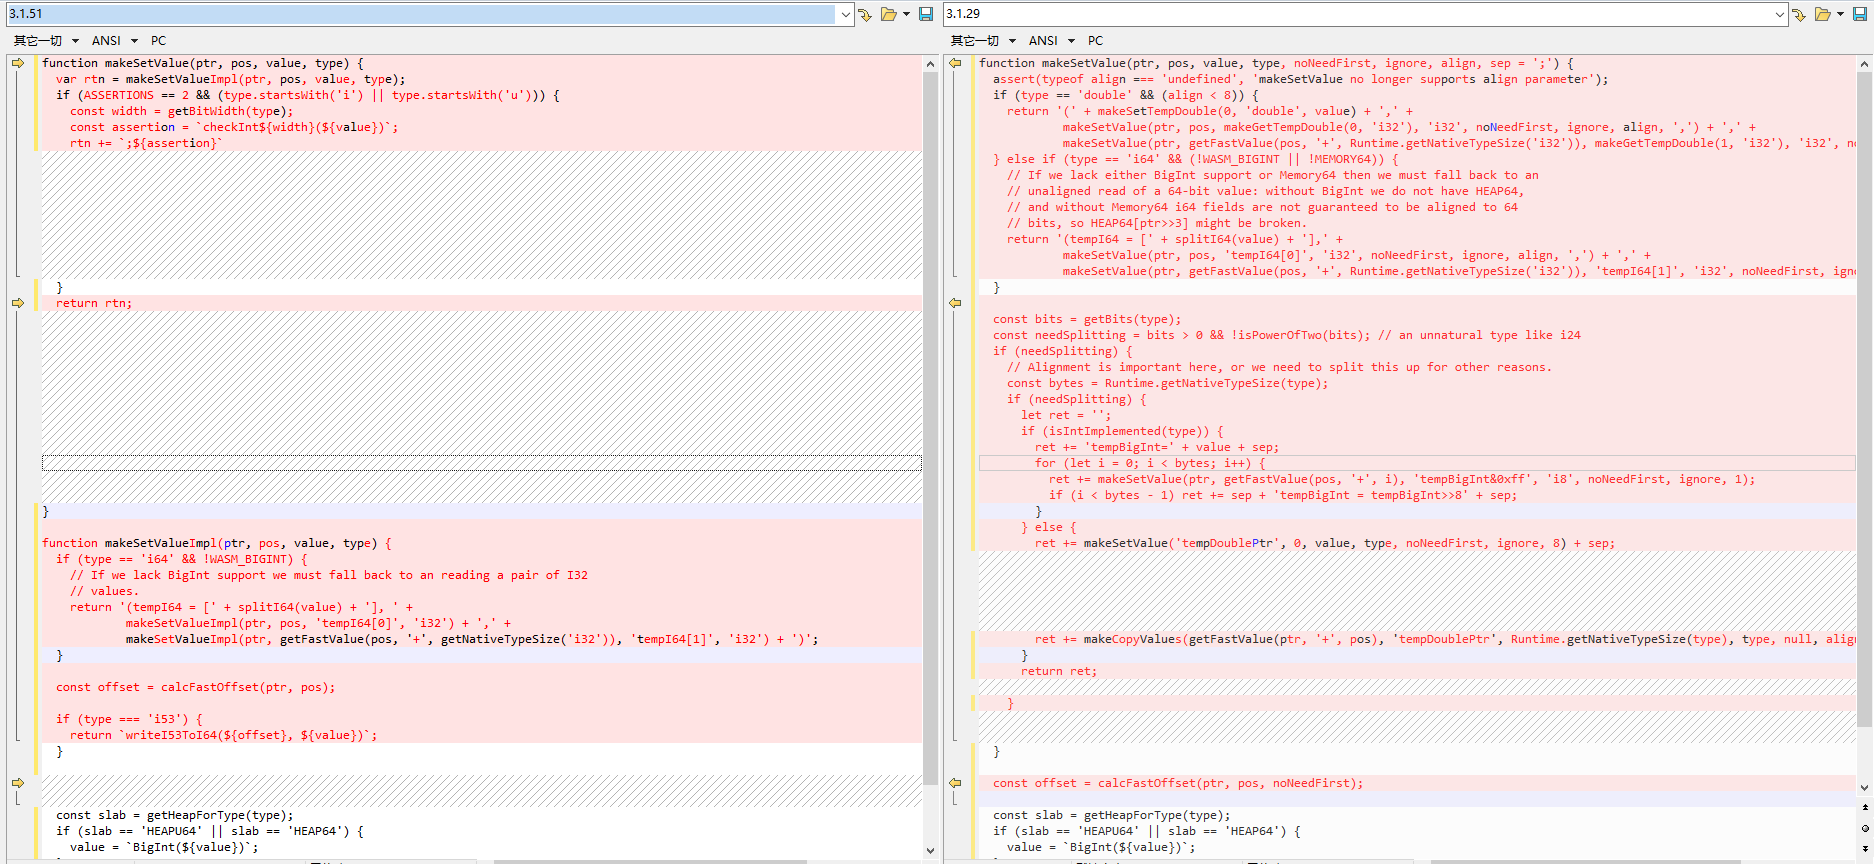 3.1.51
其它一切 ANSI PC
function makeSetValue(ptr, pos, value, type) {
  var rtn = makeSetValueImpl(ptr, pos, value, type);
  if (ASSERTIONS == 2 && (type.startsWith('i') || type.startsWith('u'))) {
    const width = getBitWidth(type);
    const assertion = `checkInt${width}(${value})`;
    rtn += `;${assertion}`
  }
  return rtn;
}
function makeSetValueImpl(ptr, pos, value, type) {
  if (type == 'i64' && !WASM_BIGINT) {
    // If we lack BigInt support we must fall back to an reading a pair of I32
    // values.
    return '(tempI64 = [' + splitI64(value) + '], ' +
            makeSetValueImpl(ptr, pos, 'tempI64[0]', 'i32') + ',' +
            makeSetValueImpl(ptr, getFastValue(pos, '+', getNativeTypeSize('i32')), 'tempI64[1]', 'i32') + ')';
  }
  const offset = calcFastOffset(ptr, pos);
  if (type === 'i53') {
    return `writeI53ToI64(${offset}, ${value})`;
  }
  const slab = getHeapForType(type);
  if (slab == 'HEAPU64' || slab == 'HEAP64') {
    value = `BigInt(${value})`;
3.1.29
其它一切 ANSI PC
function makeSetValue(ptr, pos, value, type, noNeedFirst, ignore, align, sep = ';') {
  assert(typeof align === 'undefined', 'makeSetValue no longer supports align parameter');
  if (type == 'double' && (align < 8)) {
    return '(' + makeSetTempDouble(0, 'double', value) + ',' +
            makeSetValue(ptr, pos, makeGetTempDouble(0, 'i32'), 'i32', noNeedFirst, ignore, align, ',') + ',' +
            makeSetValue(ptr, getFastValue(pos, '+', Runtime.getNativeTypeSize('i32')), makeGetTempDouble(1, 'i32'), 'i32',
  } else if (type == 'i64' && (!WASM_BIGINT || !MEMORY64)) {
    // If we lack either BigInt support or Memory64 then we must fall back to an
    // unaligned read of a 64-bit value: without BigInt we do not have HEAP64,
    // and without Memory64 i64 fields are not guaranteed to be aligned to 64
    // bits, so HEAP64[ptr>>3] might be broken.
    return '(tempI64 = [' + splitI64(value) + '],' +
            makeSetValue(ptr, pos, 'tempI64[0]', 'i32', noNeedFirst, ignore, align, ',') + ',' +
            makeSetValue(ptr, getFastValue(pos, '+', Runtime.getNativeTypeSize('i32')), 'tempI64[1]', 'i32', noNeedFirst,
  }
  const bits = getBits(type);
  const needSplitting = bits > 0 && !isPowerOfTwo(bits); // an unnatural type like i24
  if (needSplitting) {
    // Alignment is important here, or we need to split this up for other reasons.
    const bytes = Runtime.getNativeTypeSize(type);
    if (needSplitting) {
      let ret = '';
      if (isIntImplemented(type)) {
        ret += 'tempBigInt=' + value + sep;
        for (let i = 0; i < bytes; i++) {
          ret += makeSetValue(ptr, getFastValue(pos, '+', i), 'tempBigInt&0xff', 'i8', noNeedFirst, ignore, 1);
          if (i < bytes - 1) ret += sep + 'tempBigInt = tempBigInt>>8' + sep;
        }
      } else {
        ret += makeSetValue('tempDoublePtr', 0, value, type, noNeedFirst, ignore, 8) + sep;
        ret += makeCopyValues(getFastValue(ptr, '+', pos), 'tempDoublePtr', Runtime.getNativeTypeSize(type), type, null,
      }
      return ret;
    }
  }
  const offset = calcFastOffset(ptr, pos, noNeedFirst);
  const slab = getHeapForType(type);
  if (slab == 'HEAPU64' || slab == 'HEAP64') {
    value = `BigInt(${value})`;